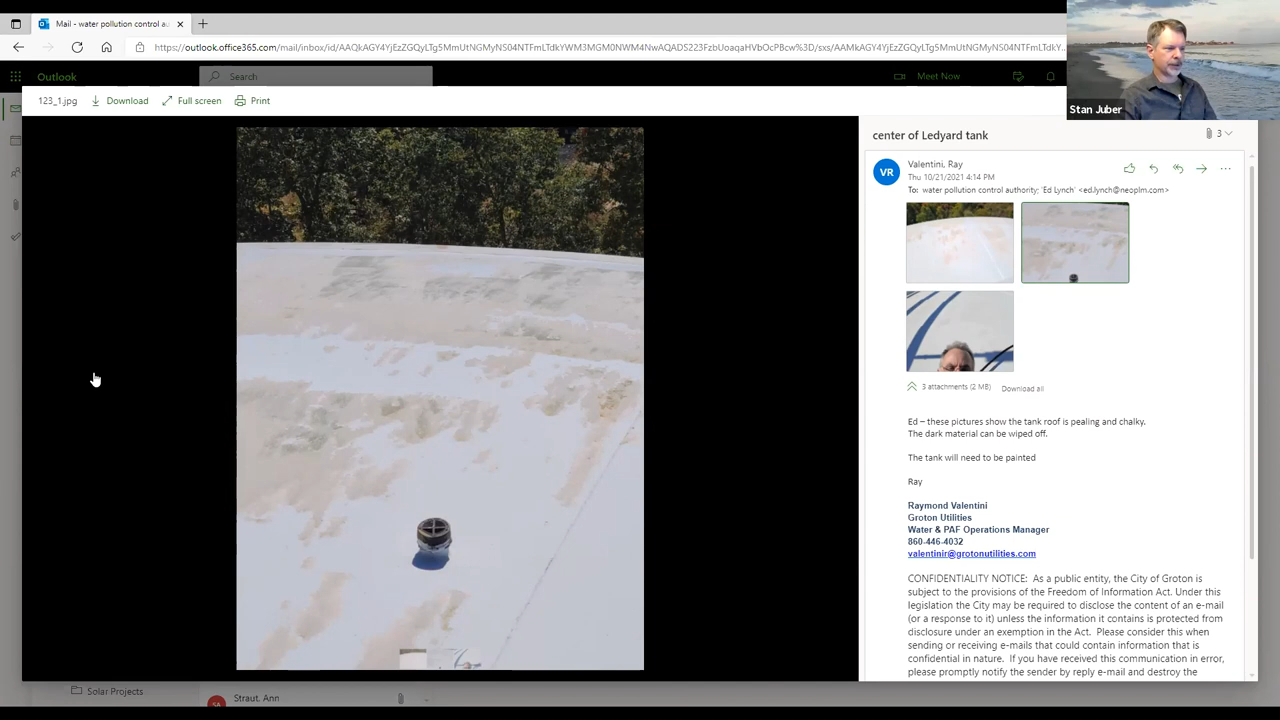 Mail - water pollution control au
https://outlook.office365.com/mail/inbox/id/
Outlook
Search
Meet Now
123_1.jpg
Download
Full screen
Print
Stan Juber
center of Ledyard tank
3
VR
Valentini, Ray
Thu 10/21/2021 4:14 PM
To: water pollution control authority; 'Ed Lynch' <ed.lynch@neoplm.com>
3 attachments (2 MB)
Download all
Ed – these pictures show the tank roof is pealing and chalky.
The dark material can be wiped off.
The tank will need to be painted
Ray
Raymond Valentini
Groton Utilities
Water & PAF Operations Manager
860-446-4032
valentinir@grotonutilities.com
CONFIDENTIALITY NOTICE: As a public entity, the City of Groton is
subject to the provisions of the Freedom of Information Act. Under this
legislation the City may be required to disclose the content of an e-mail
(or a response to it) unless the information it contains is protected from
disclosure under an exemption in the Act. Please consider this when
sending or receiving e-mails that could contain information that is
confidential in nature. If you have received this communication in error,
please promptly notify the sender by reply e-mail and destroy the
Solar Projects
SA
Straut, Ann